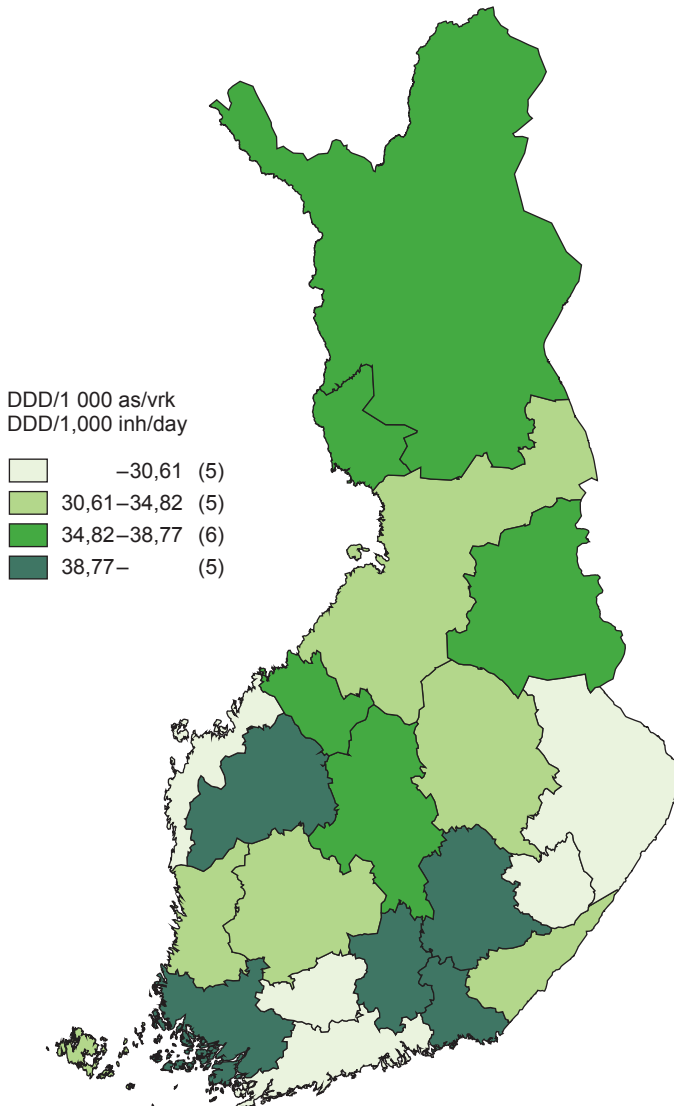 DDD/1 000 as/vrk
DDD/1,000 inh/day
–30,61 (5)
30,61–34,82 (5)
34,82–38,77 (6)
38,77– (5)